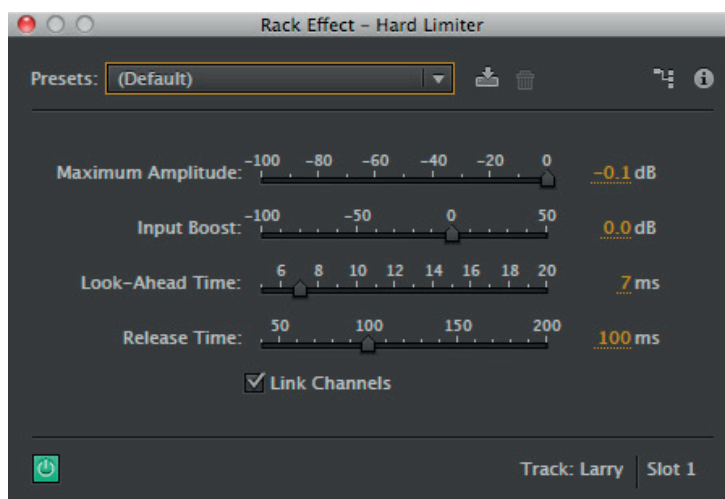 Rack Effect – Hard Limiter
Presets: (Default)
-100 -80 -60 -40 -20 0
Maximum Amplitude: -0.1 dB
-100 -50 0 50
Input Boost: 0.0 dB
6 8 10 12 14 16 18 20
Look-Ahead Time: 7 ms
50 100 150 200
Release Time: 100 ms
Link Channels
Track: Larry Slot 1